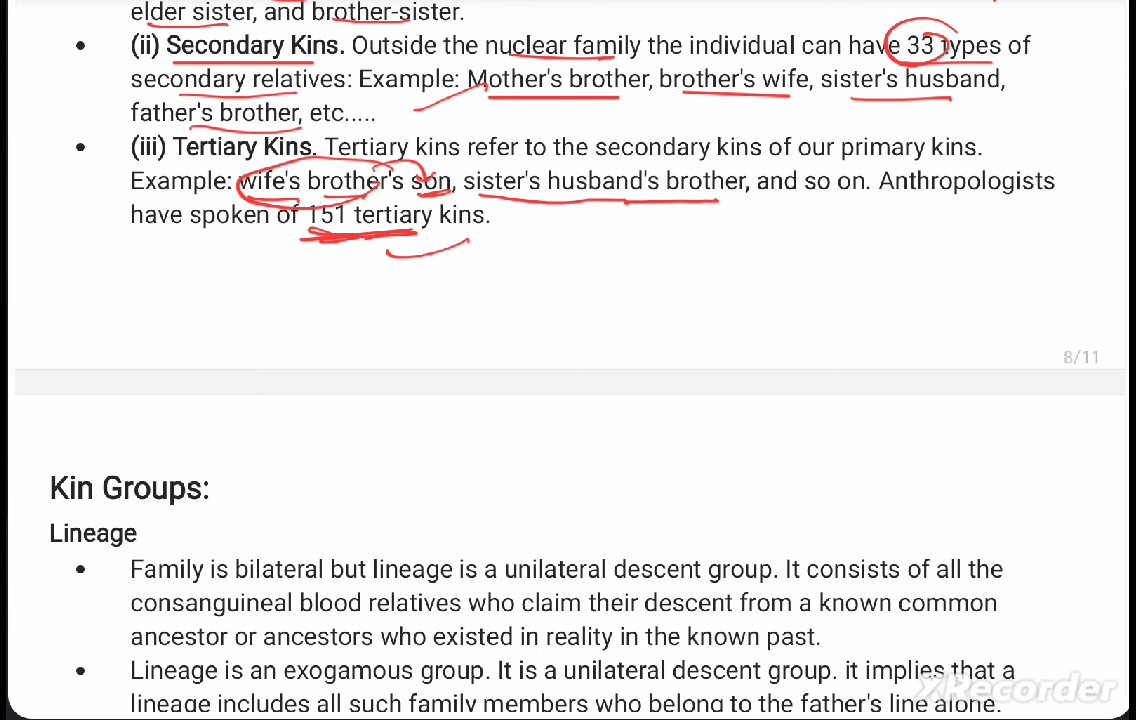 elder sister, and brother-sister.
• (ii) Secondary Kins. Outside the nuclear family the individual can have 33 types of
secondary relatives: Example: Mother's brother, brother's wife, sister's husband,
father's brother, etc.....
• (iii) Tertiary Kins. Tertiary kins refer to the secondary kins of our primary kins.
Example: wife's brother's son, sister's husband's brother, and so on. Anthropologists
have spoken of 151 tertiary kins.
8/11
Kin Groups:
Lineage
• Family is bilateral but lineage is a unilateral descent group. It consists of all the
consanguineal blood relatives who claim their descent from a known common
ancestor or ancestors who existed in reality in the known past.
• Lineage is an exogamous group. It is a unilateral descent group. it implies that a
lineage includes all such family members who belong to the father's line alone.
XRecorder